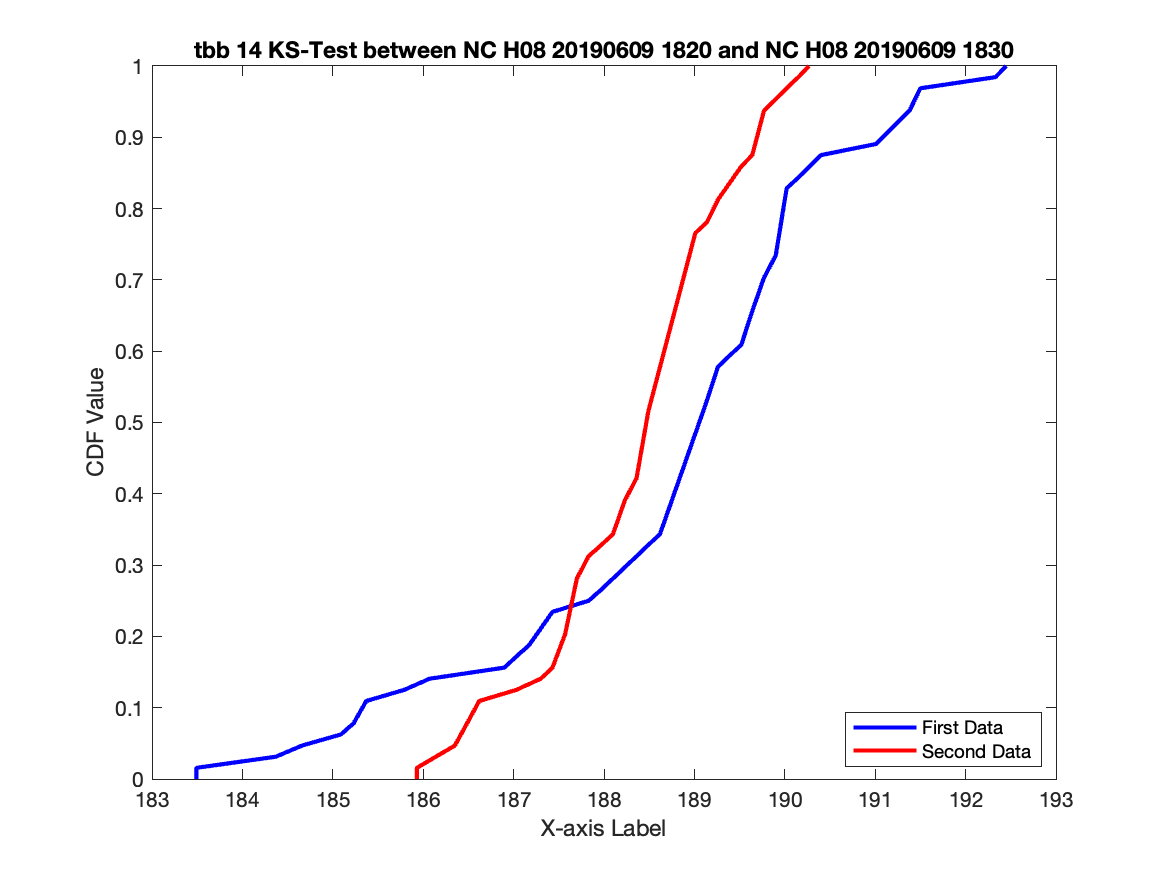 tbb 14 KS-Test between NC H08 20190609 1820 and NC H08 20190609 1830
1
0.9
0.8
0.7
0.6
0.5
0.4
0.3
0.2
0.1
0
CDF Value
First Data
Second Data
183 184 185 186 187 188 189 190 191 192 193
X-axis Label